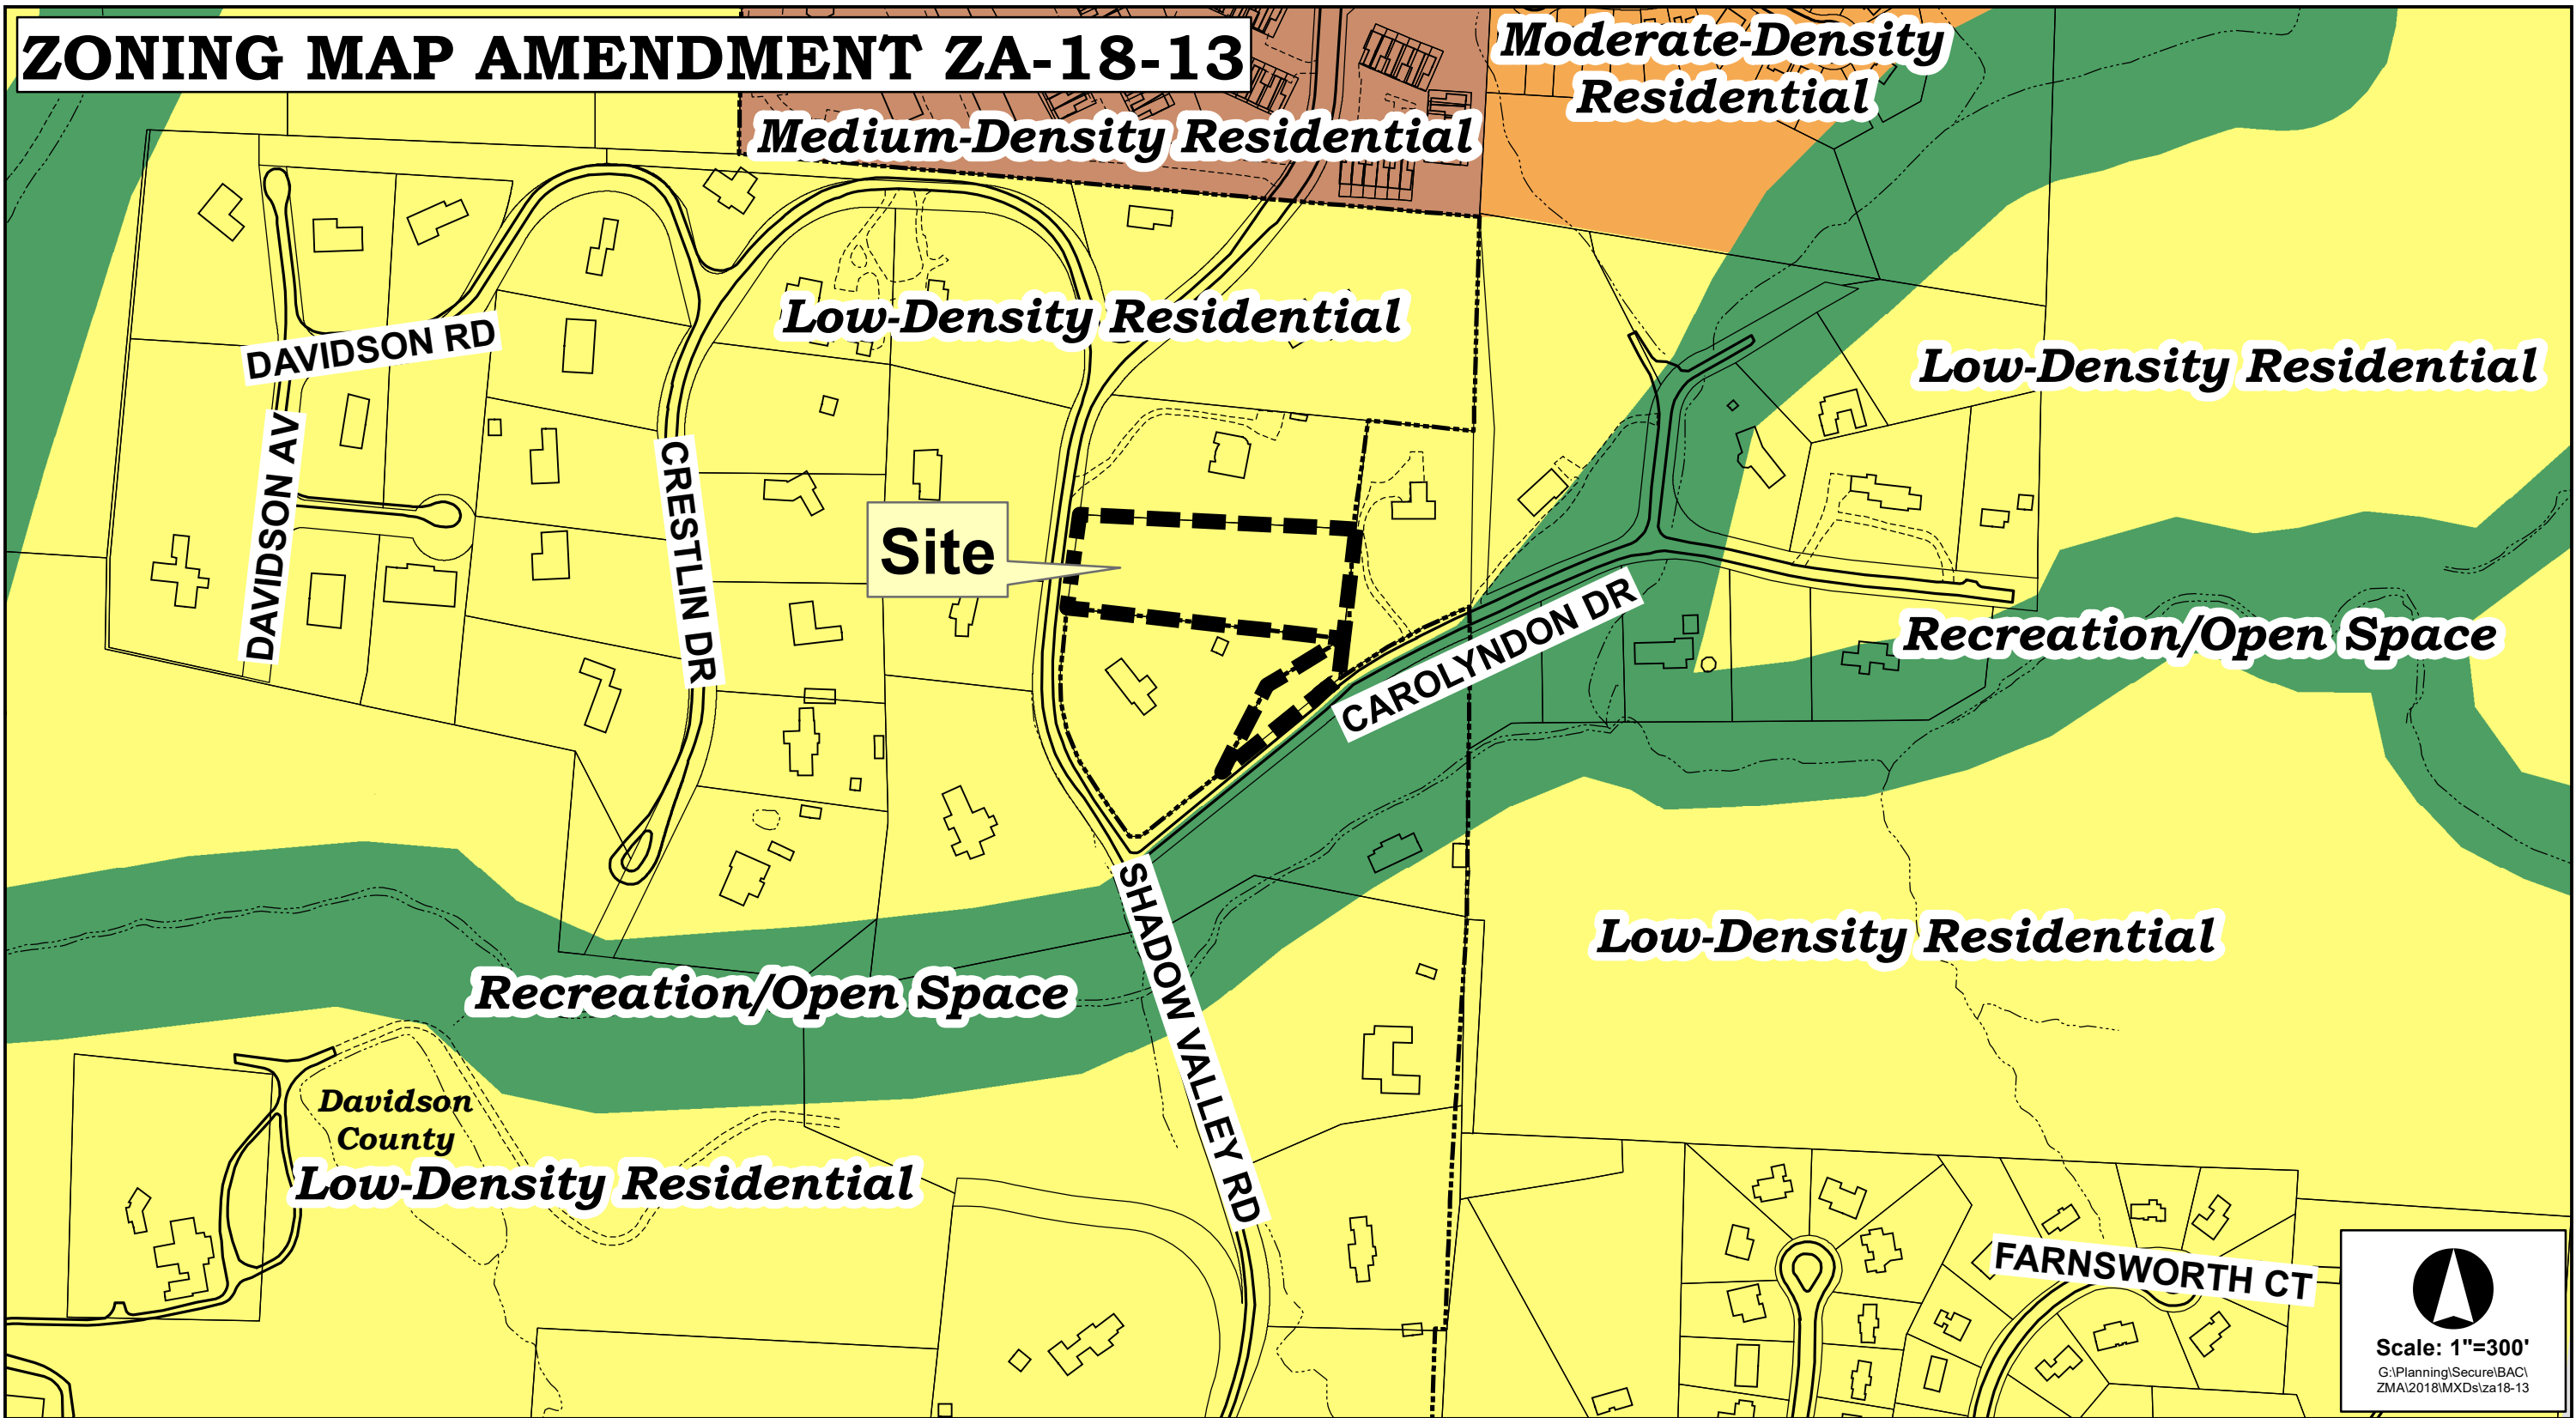 ZONING MAP AMENDMENT ZA-18-13
Moderate-Density
Residential
Medium-Density Residential
Low-Density Residential
DAVIDSON RD
Low-Density Residential
DAVIDSON AV
CRESTLIN DR
Site
CAROLYNDON DR
Recreation/Open Space
SHADOW VALLEY RD
Low-Density Residential
Recreation/Open Space
Davidson
County
Low-Density Residential
FARNSWORTH CT
Scale: 1"=300'
G:\Planning\Secure\BAC\
ZMA\2018\MXDs\za18-13